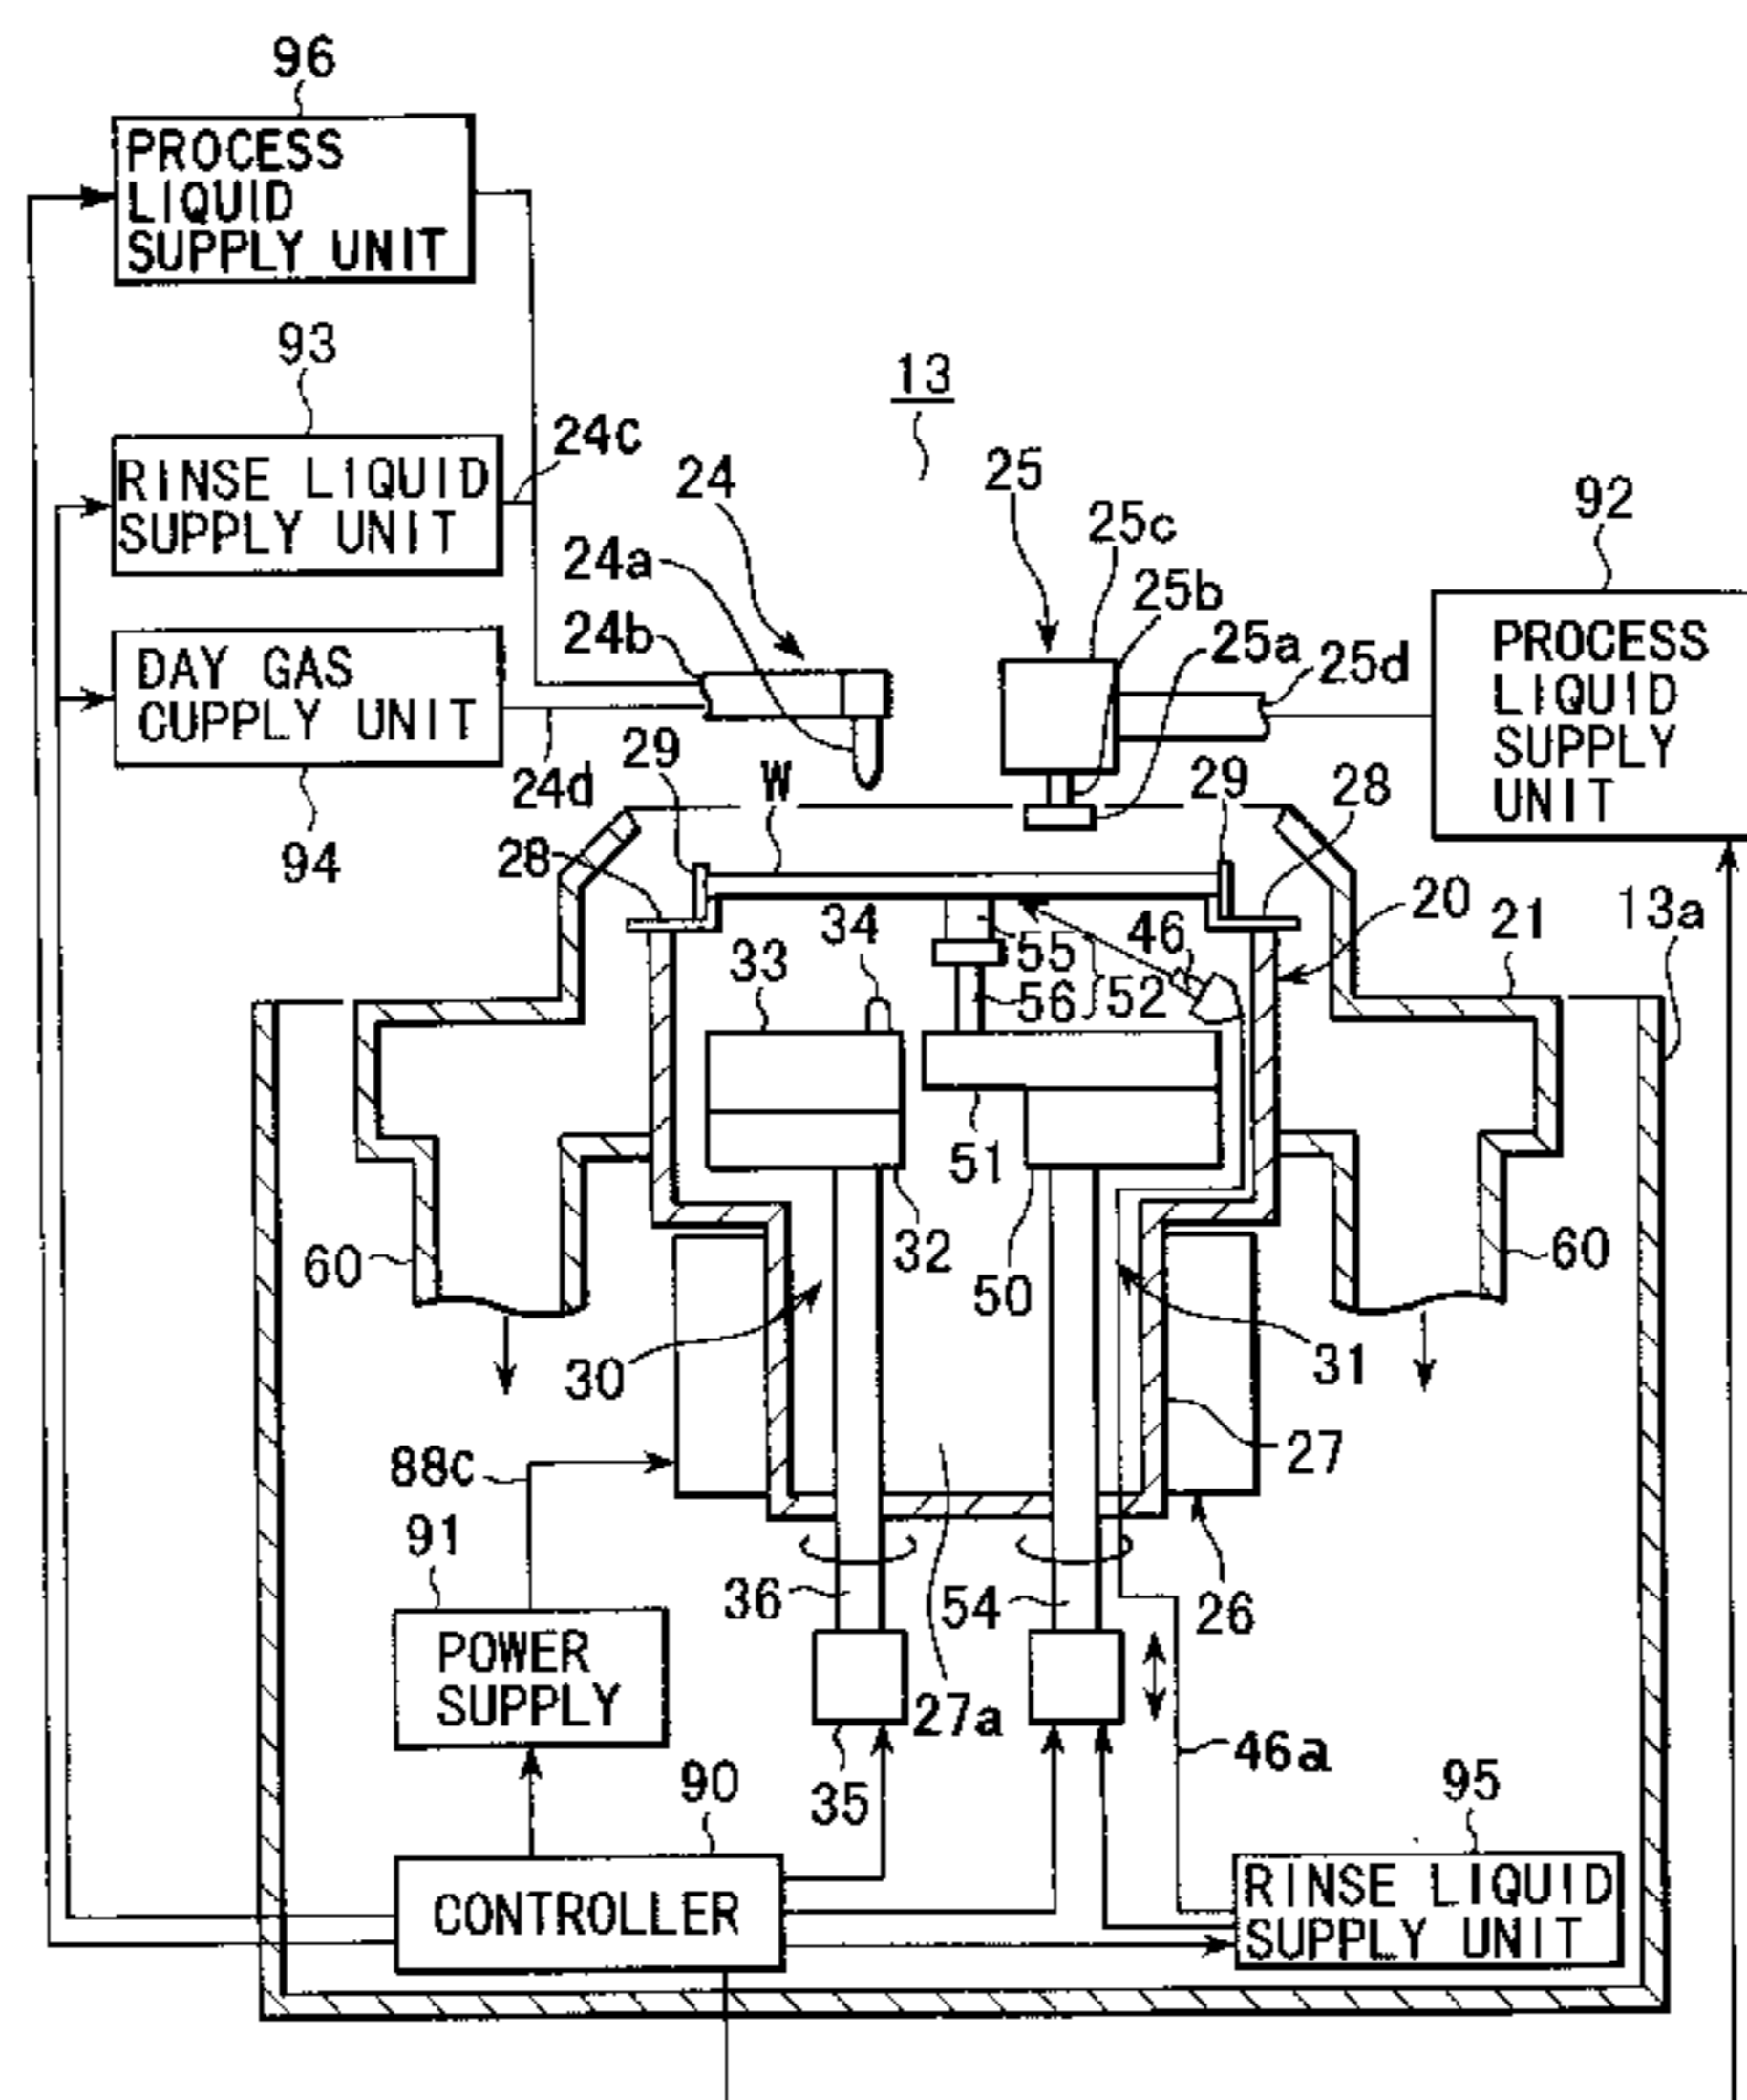 96
PROCESS
LIQUID
SUPPLY UNIT
93
RINSE LIQUID
SUPPLY UNIT
24c
13
24
25
25c
92
24a
25b
24b
25a
25d
PROCESS
LIQUID
SUPPLY
UNIT
DAY GAS
CUPPLY UNIT
24d
29
W
29
28
94
28
34
55
46
20
21
13a
33
56
52
51
32
60
50
60
30
31
88c
27
91
36
54
26
POWER
SUPPLY
27a
46a
90
35
95
CONTROLLER
RINSE LIQUID
SUPPLY UNIT